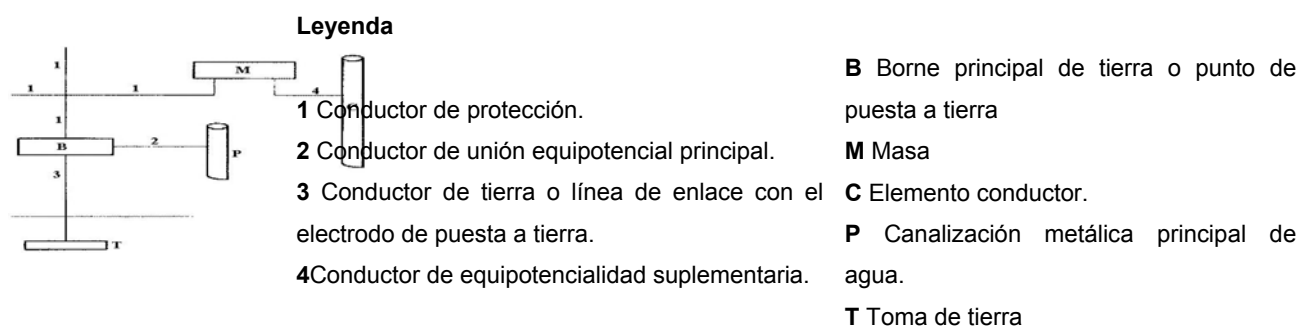 Leyenda
1 Conductor de protección.
2 Conductor de unión equipotencial principal.
3 Conductor de tierra o línea de enlace con el
electrodo de puesta a tierra.
4Conductor de equipotencialidad suplementaria.
B Borne principal de tierra o punto de
puesta a tierra
M Masa
C Elemento conductor.
P Canalización metálica principal de
agua.
T Toma de tierra
1
M
1
1
4
1
B
2
P
3
T